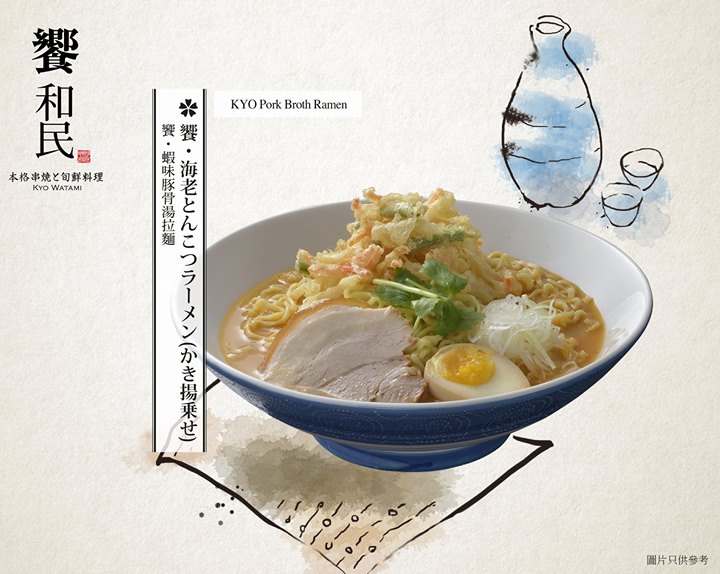 饗
和民
本格串焼と旬鮮料理
KYO WATAMI
KYO Pork Broth Ramen
饗・海老とんこつラーメン(かき揚乗せ)
饗・蝦味豚骨湯拉麵
圖片只供參考